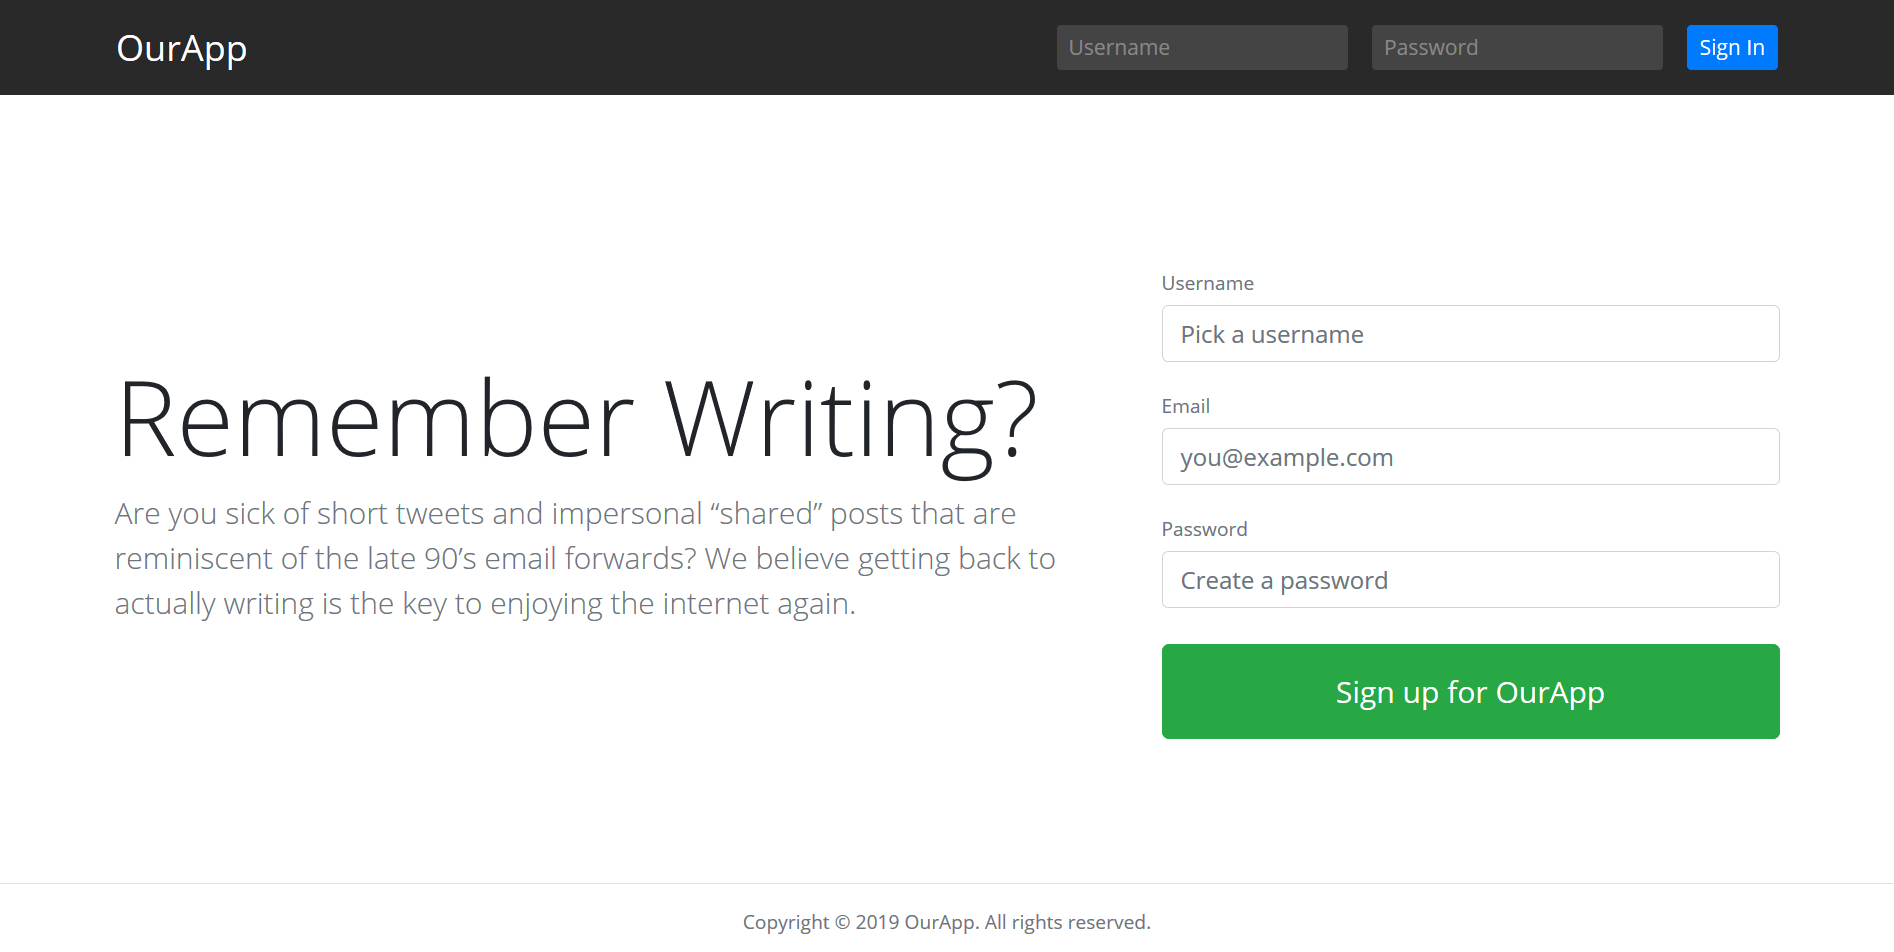 OurApp
Username
Password
Sign In
Remember Writing?
Are you sick of short tweets and impersonal “shared” posts that are
reminiscent of the late 90’s email forwards? We believe getting back to
actually writing is the key to enjoying the internet again.
Username
Pick a username
Email
you@example.com
Password
Create a password
Sign up for OurApp
Copyright © 2019 OurApp. All rights reserved.